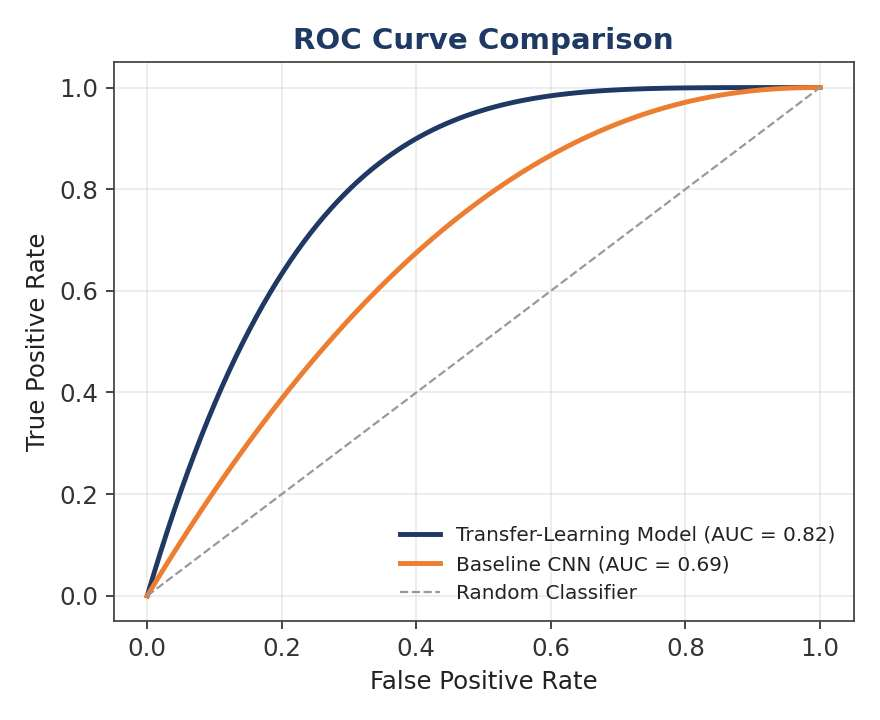 ROC Curve Comparison
True Positive Rate
1.0
0.8
0.6
0.4
0.2
0.0
Transfer-Learning Model (AUC = 0.82)
Baseline CNN (AUC = 0.69)
Random Classifier
0.0 0.2 0.4 0.6 0.8 1.0
False Positive Rate